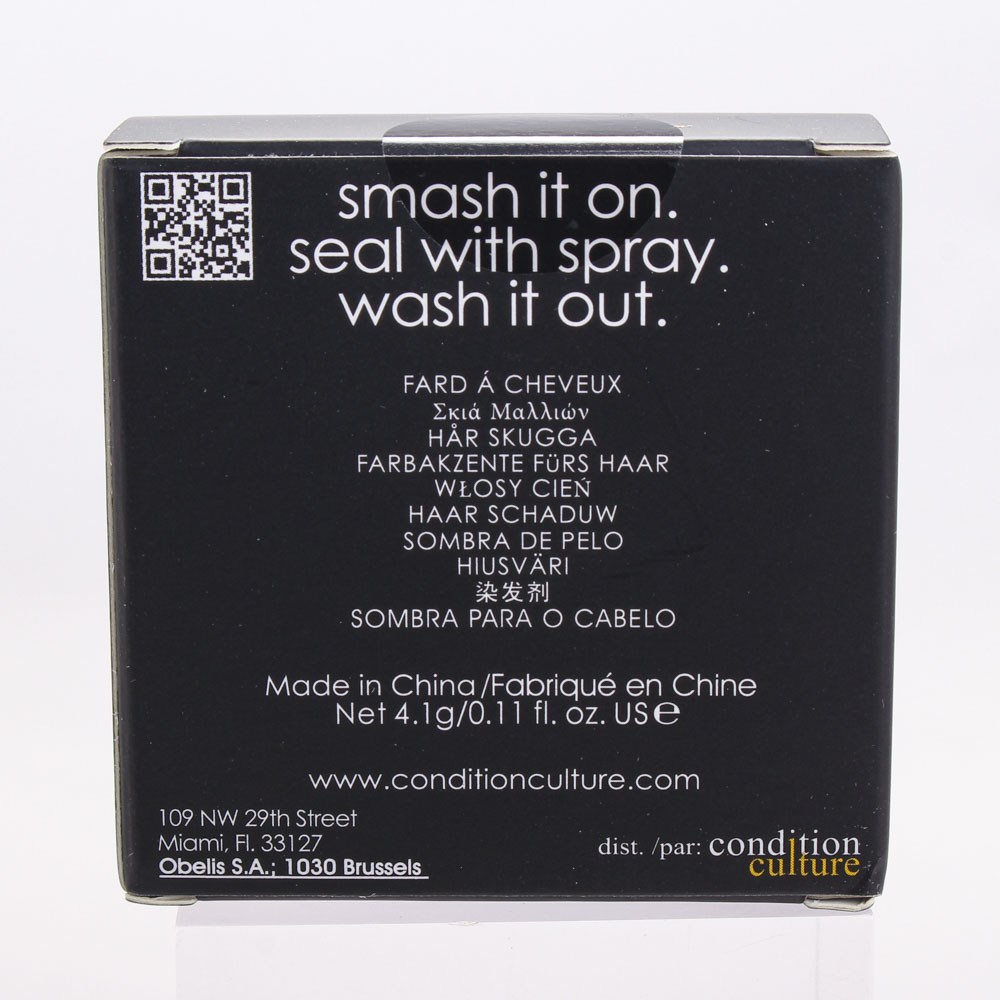 smash it on.
seal with spray.
wash it out.
FARD Á CHEVEUX
Σκιά Μαλλιών
HÅR SKUGGA
FARBAKZENTE FüRS HAAR
WŁOSY CIEŃ
HAAR SCHADUW
SOMBRA DE PELO
HIUSVÄRI
染发剂
SOMBRA PARA O CABELO
Made in China/Fabriqué en Chine
Net 4.1g/0.11 fl. oz. US℮
www.conditionculture.com
109 NW 29th Street
Miami, Fl. 33127
Obelis S.A.; 1030 Brussels
dist. /par: condition
culture